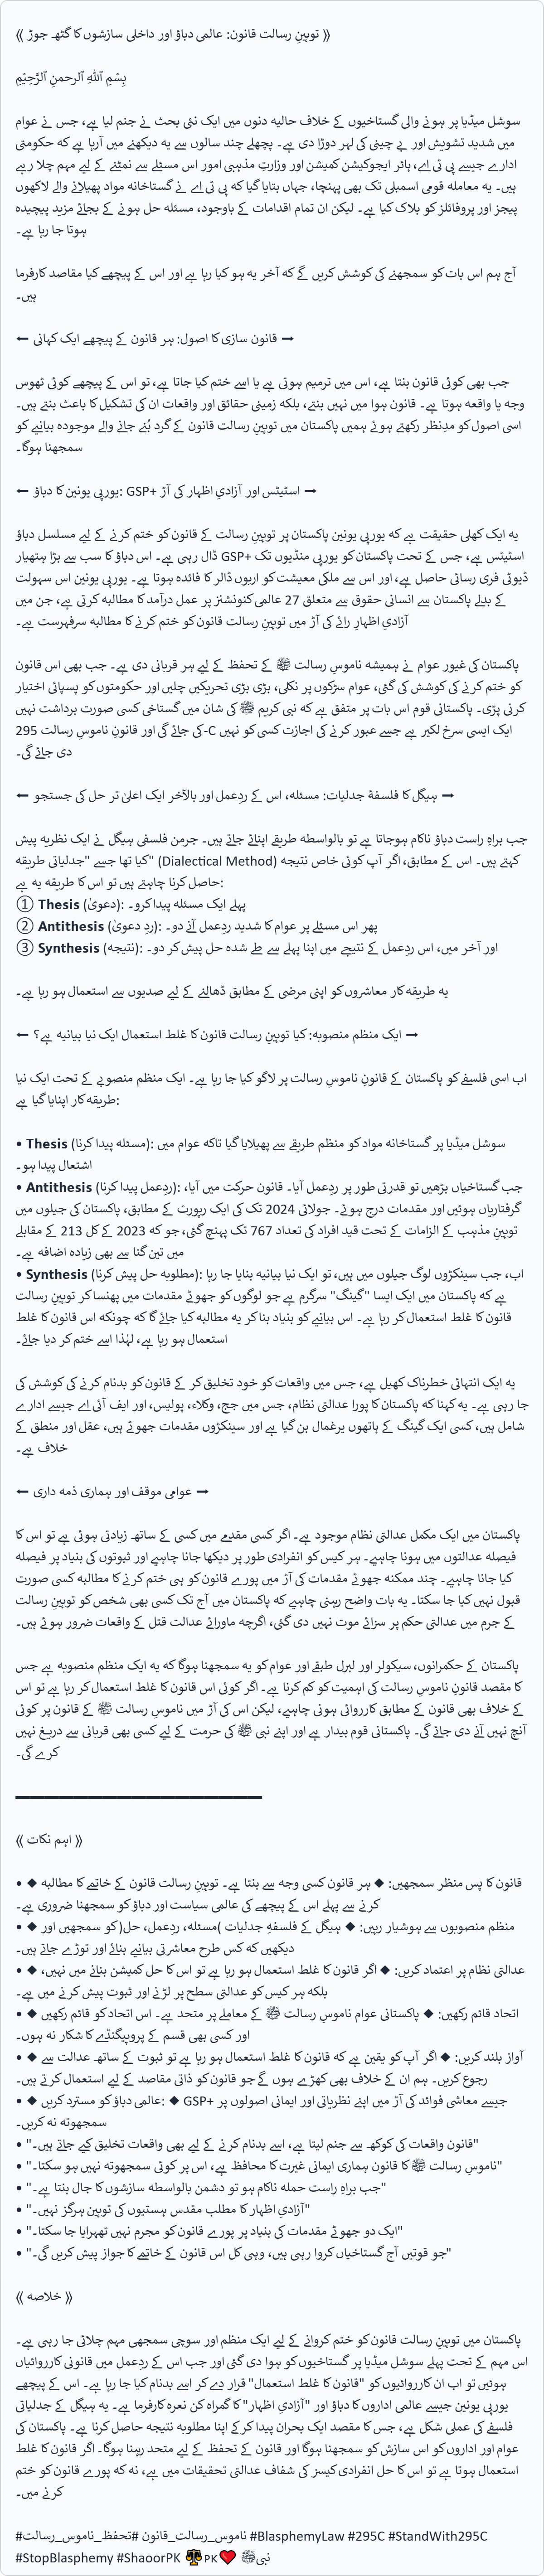 ⟪ توہینِ رسالت قانون: عالمی دباؤ اور داخلی سازشوں کا گٹھ جوڑ ⟫
بِسْمِ ٱللَّٰهِ ٱلرَّحمنِ ٱلرَّحِيْمِ
سوشل میڈیا پر ہونے والی گستاخیوں کے خلاف حالیہ دنوں میں ایک نئی بحث نے جنم لیا ہے، جس نے عوام
میں شدید تشویش اور بے چینی کی لہر دوڑا دی ہے۔ پچھلے چند سالوں سے یہ دیکھنے میں آرہا ہے کہ حکومتی
ادارے جیسے پی ٹی اے، ہائر ایجوکیشن کمیشن اور وزارتِ مذہبی امور اس مسئلے سے نمٹنے کے لیے مہم چلا رہے
ہیں۔ یہ معاملہ قومی اسمبلی تک بھی پہنچا، جہاں بتایا گیا کہ پی ٹی اے نے گستاخانہ مواد پھیلانے والے لاکھوں
پیجز اور پروفائلز کو بلاک کیا ہے۔ لیکن ان تمام اقدامات کے باوجود، مسئلہ حل ہونے کے بجائے مزید پیچیدہ
ہوتا جا رہا ہے۔
آج ہم اس بات کو سمجھنے کی کوشش کریں گے کہ آخر یہ ہو کیا رہا ہے اور اس کے پیچھے کیا مقاصد کارفرما
ہیں۔
← قانون سازی کا اصول: ہر قانون کے پیچھے ایک کہانی →
جب بھی کوئی قانون بنتا ہے، اس میں ترمیم ہوتی ہے یا اسے ختم کیا جاتا ہے، تو اس کے پیچھے کوئی ٹھوس
وجہ یا واقعہ ہوتا ہے۔ قانون ہوا میں نہیں بنتے، بلکہ زمینی حقائق اور واقعات ان کی تشکیل کا باعث بنتے ہیں۔
اسی اصول کو مدِنظر رکھتے ہوئے ہمیں پاکستان میں توہینِ رسالت قانون کے گرد بُنے جانے والے موجودہ بیانیے کو
سمجھنا ہوگا۔
← یورپی یونین کا دباؤ: GSP+ اسٹیٹس اور آزادیِ اظہار کی آڑ →
یہ ایک کھلی حقیقت ہے کہ یورپی یونین پاکستان پر توہینِ رسالت کے قانون کو ختم کرنے کے لیے مسلسل دباؤ
ڈال رہی ہے۔ اس دباؤ کا سب سے بڑا ہتھیار GSP+ اسٹیٹس ہے، جس کے تحت پاکستان کو یورپی منڈیوں تک
ڈیوٹی فری رسائی حاصل ہے، اور اس سے ملکی معیشت کو اربوں ڈالر کا فائدہ ہوتا ہے۔ یورپی یونین اس سہولت
کے بدلے پاکستان سے انسانی حقوق سے متعلق 27 عالمی کنونشنز پر عمل درآمد کا مطالبہ کرتی ہے، جن میں
آزادیِ اظہارِ رائے کی آڑ میں توہینِ رسالت قانون کو ختم کرنے کا مطالبہ سرفہرست ہے۔
پاکستان کی غیور عوام نے ہمیشہ ناموسِ رسالت ﷺ کے تحفظ کے لیے ہر قربانی دی ہے۔ جب بھی اس قانون
کو ختم کرنے کی کوشش کی گئی، عوام سڑکوں پر نکلی، بڑی بڑی تحریکیں چلیں اور حکومتوں کو پسپائی اختیار
کرنی پڑی۔ پاکستانی قوم اس بات پر متفق ہے کہ نبی کریم ﷺ کی شان میں گستاخی کسی صورت برداشت نہیں
کی جائے گی اور قانونِ ناموسِ رسالت 295-C ایک ایسی سرخ لکیر ہے جسے عبور کرنے کی اجازت کسی کو نہیں
دی جائے گی۔
← ہیگل کا فلسفۂ جدلیات: مسئلہ، اس کے ردِعمل اور بالآخر ایک اعلیٰ تر حل کی جستجو →
جب براہِ راست دباؤ ناکام ہوجاتا ہے تو بالواسطہ طریقے اپنائے جاتے ہیں۔ جرمن فلسفی ہیگل نے ایک نظریہ پیش
کیا تھا جسے "جدلیاتی طریقہ" (Dialectical Method) کہتے ہیں۔ اس کے مطابق، اگر آپ کوئی خاص نتیجہ
حاصل کرنا چاہتے ہیں تو اس کا طریقہ یہ ہے:
① Thesis (دعویٰ): پہلے ایک مسئلہ پیدا کرو۔
② Antithesis (ردِ دعویٰ): پھر اس مسئلے پر عوام کا شدید ردِعمل آنے دو۔
③ Synthesis (نتیجہ): اور آخر میں، اس ردِعمل کے نتیجے میں اپنا پہلے سے طے شدہ حل پیش کر دو۔
یہ طریقہ کار معاشروں کو اپنی مرضی کے مطابق ڈھالنے کے لیے صدیوں سے استعمال ہو رہا ہے۔
← ایک منظم منصوبہ: کیا توہینِ رسالت قانون کا غلط استعمال ایک نیا بیانیہ ہے؟ →
اب اسی فلسفے کو پاکستان کے قانونِ ناموسِ رسالت پر لاگو کیا جا رہا ہے۔ ایک منظم منصوبے کے تحت ایک نیا
طریقہ کار اپنایا گیا ہے:
• Thesis (مسئلہ پیدا کرنا): سوشل میڈیا پر گستاخانہ مواد کو منظم طریقے سے پھیلایا گیا تاکہ عوام میں
اشتعال پیدا ہو۔
• Antithesis (ردِعمل پیدا کرنا): جب گستاخیاں بڑھیں تو قدرتی طور پر ردِعمل آیا۔ قانون حرکت میں آیا،
گرفتاریاں ہوئیں اور مقدمات درج ہوئے۔ جولائی 2024 تک کی ایک رپورٹ کے مطابق، پاکستان کی جیلوں میں
توہینِ مذہب کے الزامات کے تحت قید افراد کی تعداد 767 تک پہنچ گئی، جو کہ 2023 کے کل 213 کے مقابلے
میں تین گنا سے بھی زیادہ اضافہ ہے۔
• Synthesis (مطلوبہ حل پیش کرنا): اب، جب سینکڑوں لوگ جیلوں میں ہیں، تو ایک نیا بیانیہ بنایا جا رہا
ہے کہ پاکستان میں ایک ایسا "گینگ" سرگرم ہے جو لوگوں کو جھوٹے مقدمات میں پھنسا کر توہینِ رسالت
قانون کا غلط استعمال کر رہا ہے۔ اس بیانیے کو بنیاد بنا کر یہ مطالبہ کیا جائے گا کہ چونکہ اس قانون کا غلط
استعمال ہو رہا ہے، لہٰذا اسے ختم کر دیا جائے۔
یہ ایک انتہائی خطرناک کھیل ہے، جس میں واقعات کو خود تخلیق کر کے قانون کو بدنام کرنے کی کوشش کی
جا رہی ہے۔ یہ کہنا کہ پاکستان کا پورا عدالتی نظام، جس میں جج، وکلاء، پولیس، اور ایف آئی اے جیسے ادارے
شامل ہیں، کسی ایک گینگ کے ہاتھوں یرغمال بن گیا ہے اور سینکڑوں مقدمات جھوٹے ہیں، عقل اور منطق کے
خلاف ہے۔
← عوامی موقف اور ہماری ذمہ داری →
پاکستان میں ایک مکمل عدالتی نظام موجود ہے۔ اگر کسی مقدمے میں کسی کے ساتھ زیادتی ہوئی ہے تو اس کا
فیصلہ عدالتوں میں ہونا چاہیے۔ ہر کیس کو انفرادی طور پر دیکھا جانا چاہیے اور ثبوتوں کی بنیاد پر فیصلہ
کیا جانا چاہیے۔ چند ممکنہ جھوٹے مقدمات کی آڑ میں پورے قانون کو ہی ختم کرنے کا مطالبہ کسی صورت
قبول نہیں کیا جا سکتا۔ یہ بات واضح رہنی چاہیے کہ پاکستان میں آج تک کسی بھی شخص کو توہینِ رسالت
کے جرم میں عدالتی حکم پر سزائے موت نہیں دی گئی، اگرچہ ماورائے عدالت قتل کے واقعات ضرور ہوئے ہیں۔
پاکستان کے حکمرانوں، سیکولر اور لبرل طبقے اور عوام کو یہ سمجھنا ہوگا کہ یہ ایک منظم منصوبہ ہے جس
کا مقصد قانونِ ناموسِ رسالت کی اہمیت کو کم کرنا ہے۔ اگر کوئی اس قانون کا غلط استعمال کر رہا ہے تو اس
کے خلاف بھی قانون کے مطابق کارروائی ہونی چاہیے، لیکن اس کی آڑ میں ناموسِ رسالت ﷺ کے قانون پر کوئی
آنچ نہیں آنے دی جائے گی۔ پاکستانی قوم بیدار ہے اور اپنے نبی ﷺ کی حرمت کے لیے کسی بھی قربانی سے دریغ نہیں
کرے گی۔
⟪ اہم نکات ⟫
• ◆ قانون کا پس منظر سمجھیں: ◆ ہر قانون کسی وجہ سے بنتا ہے۔ توہینِ رسالت قانون کے خاتمے کا مطالبہ
کرنے سے پہلے اس کے پیچھے کی عالمی سیاست اور دباؤ کو سمجھنا ضروری ہے۔
• ◆ منظم منصوبوں سے ہوشیار رہیں: ◆ ہیگل کے فلسفہِ جدلیات (مسئلہ، ردِعمل، حل) کو سمجھیں اور
دیکھیں کہ کس طرح معاشرتی بیانیے بنائے اور توڑے جاتے ہیں۔
• ◆ عدالتی نظام پر اعتماد کریں: ◆ اگر قانون کا غلط استعمال ہو رہا ہے تو اس کا حل کمیشن بنانے میں نہیں،
بلکہ ہر کیس کو عدالتی سطح پر لڑنے اور ثبوت پیش کرنے میں ہے۔
• ◆ اتحاد قائم رکھیں: ◆ پاکستانی عوام ناموسِ رسالت ﷺ کے معاملے پر متحد ہے۔ اس اتحاد کو قائم رکھیں
اور کسی بھی قسم کے پروپیگنڈے کا شکار نہ ہوں۔
• ◆ آواز بلند کریں: ◆ اگر آپ کو یقین ہے کہ قانون کا غلط استعمال ہو رہا ہے تو ثبوت کے ساتھ عدالت سے
رجوع کریں۔ ہم ان کے خلاف بھی کھڑے ہوں گے جو قانون کو ذاتی مقاصد کے لیے استعمال کرتے ہیں۔
• ◆ عالمی دباؤ کو مسترد کریں: ◆ GSP+ جیسے معاشی فوائد کی آڑ میں اپنے نظریاتی اور ایمانی اصولوں پر
سمجھوتہ نہ کریں۔
• "قانون واقعات کی کوکھ سے جنم لیتا ہے، اسے بدنام کرنے کے لیے بھی واقعات تخلیق کیے جاتے ہیں۔"
• "ناموسِ رسالت ﷺ کا قانون ہماری ایمانی غیرت کا محافظ ہے، اس پر کوئی سمجھوتہ نہیں ہو سکتا۔"
• "جب براہِ راست حملہ ناکام ہو تو دشمن بالواسطہ سازشوں کا جال بنتا ہے۔"
• "آزادیِ اظہار کا مطلب مقدس ہستیوں کی توہین ہرگز نہیں۔"
• "ایک دو جھوٹے مقدمات کی بنیاد پر پورے قانون کو مجرم نہیں ٹھہرایا جا سکتا۔"
• "جو قوتیں آج گستاخیاں کروا رہی ہیں، وہی کل اس قانون کے خاتمے کا جواز پیش کریں گی۔"
⟪ خلاصہ ⟫
پاکستان میں توہینِ رسالت قانون کو ختم کروانے کے لیے ایک منظم اور سوچی سمجھی مہم چلائی جا رہی ہے۔
اس مہم کے تحت پہلے سوشل میڈیا پر گستاخیوں کو ہوا دی گئی اور جب اس کے ردِعمل میں قانونی کارروائیاں
ہوئیں تو اب ان کارروائیوں کو "قانون کا غلط استعمال" قرار دے کر اسے بدنام کیا جا رہا ہے۔ اس کے پیچھے
یورپی یونین جیسے عالمی اداروں کا دباؤ اور "آزادیِ اظہار" کا گمراہ کن نعرہ کارفرما ہے۔ یہ ہیگل کے جدلیاتی
فلسفے کی عملی شکل ہے، جس کا مقصد ایک بحران پیدا کرکے اپنا مطلوبہ نتیجہ حاصل کرنا ہے۔ پاکستان کی
عوام اور اداروں کو اس سازش کو سمجھنا ہوگا اور قانون کے تحفظ کے لیے متحد رہنا ہوگا۔ اگر قانون کا غلط
استعمال ہوتا ہے تو اس کا حل انفرادی کیسز کی شفاف عدالتی تحقیقات میں ہے، نہ کہ پورے قانون کو ختم
کرنے میں۔
#ناموس_رسالت_قانون #تحفظ_ناموس_رسالت #BlasphemyLaw #295C #StandWith295C
#StopBlasphemy #ShaoorPK ⚖️🇵🇰❤️ نبیﷺ